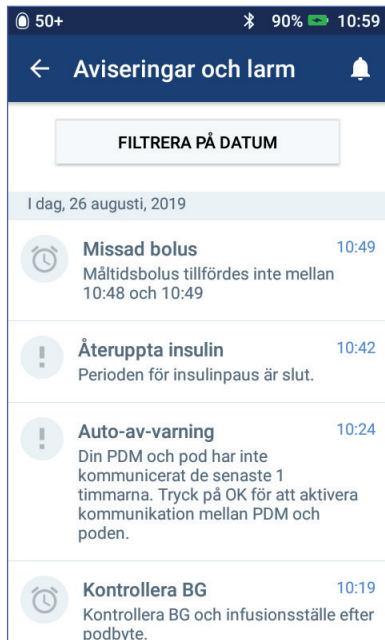 50+ 90% 10:59
Aviseringar och larm
FILTRERA PÅ DATUM
I dag, 26 augusti, 2019
Missad bolus 10:49
Måltidsbolus tillfördes inte mellan
10:48 och 10:49
Återuppta insulin 10:42
Perioden för insulinpaus är slut.
Auto-av-varning 10:24
Din PDM och pod har inte
kommunicerat de senaste 1
timmarna. Tryck på OK för att aktivera
kommunikation mellan PDM och
poden.
Kontrollera BG 10:19
Kontrollera BG och infusionsställe efter
podbyte.